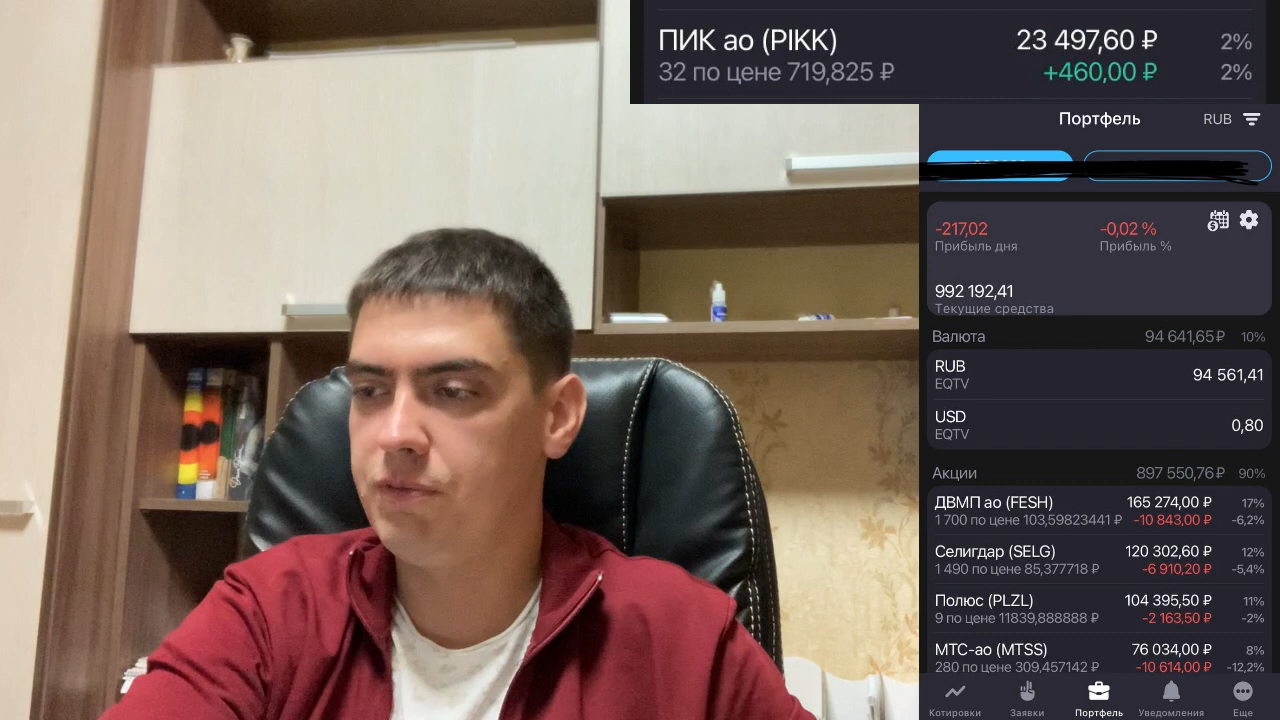 ПИК ао (PIKK) 23 497,60 ₽ 2%
32 по цене 719,825 ₽ +460,00 ₽ 2%
Портфель RUB
-217,02 -0,02 %
Прибыль дня Прибыль %
992 192,41
Текущие средства
Валюта 94 641,65 ₽ 10%
RUB
EQTV 94 561,41
USD
EQTV 0,80
Акции 897 550,76 ₽ 90%
ДВМП ао (FESH) 165 274,00 ₽ 17%
1 700 по цене 103,59823441 ₽ -10 843,00 ₽ -6,2%
Селигдар (SELG) 120 302,60 ₽ 12%
1 490 по цене 85,377718 ₽ -6 910,20 ₽ -5,4%
Полюс (PLZL) 104 395,50 ₽ 11%
9 по цене 11839,888888 ₽ -2 163,50 ₽ -2%
МТС-ао (MTSS) 76 034,00 ₽ 8%
280 по цене 309,457142 ₽ -10 614,00 ₽ -12,2%
Котировки Заявки Портфель Уведомления Еще